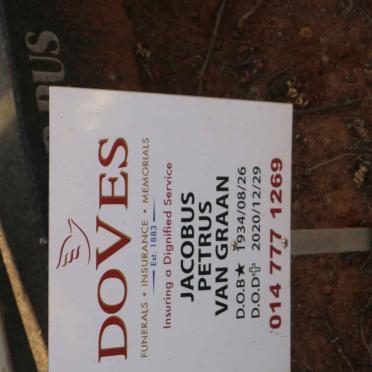 DOVES
FUNERALS • INSURANCE • MEMORIALS
Est. 1883
Insuring a Dignified Service
JACOBUS
PETRUS
VAN GRAAN
D.O.B★ 1934/08/26
D.O.D✞ 2020/12/29
014 777 1269